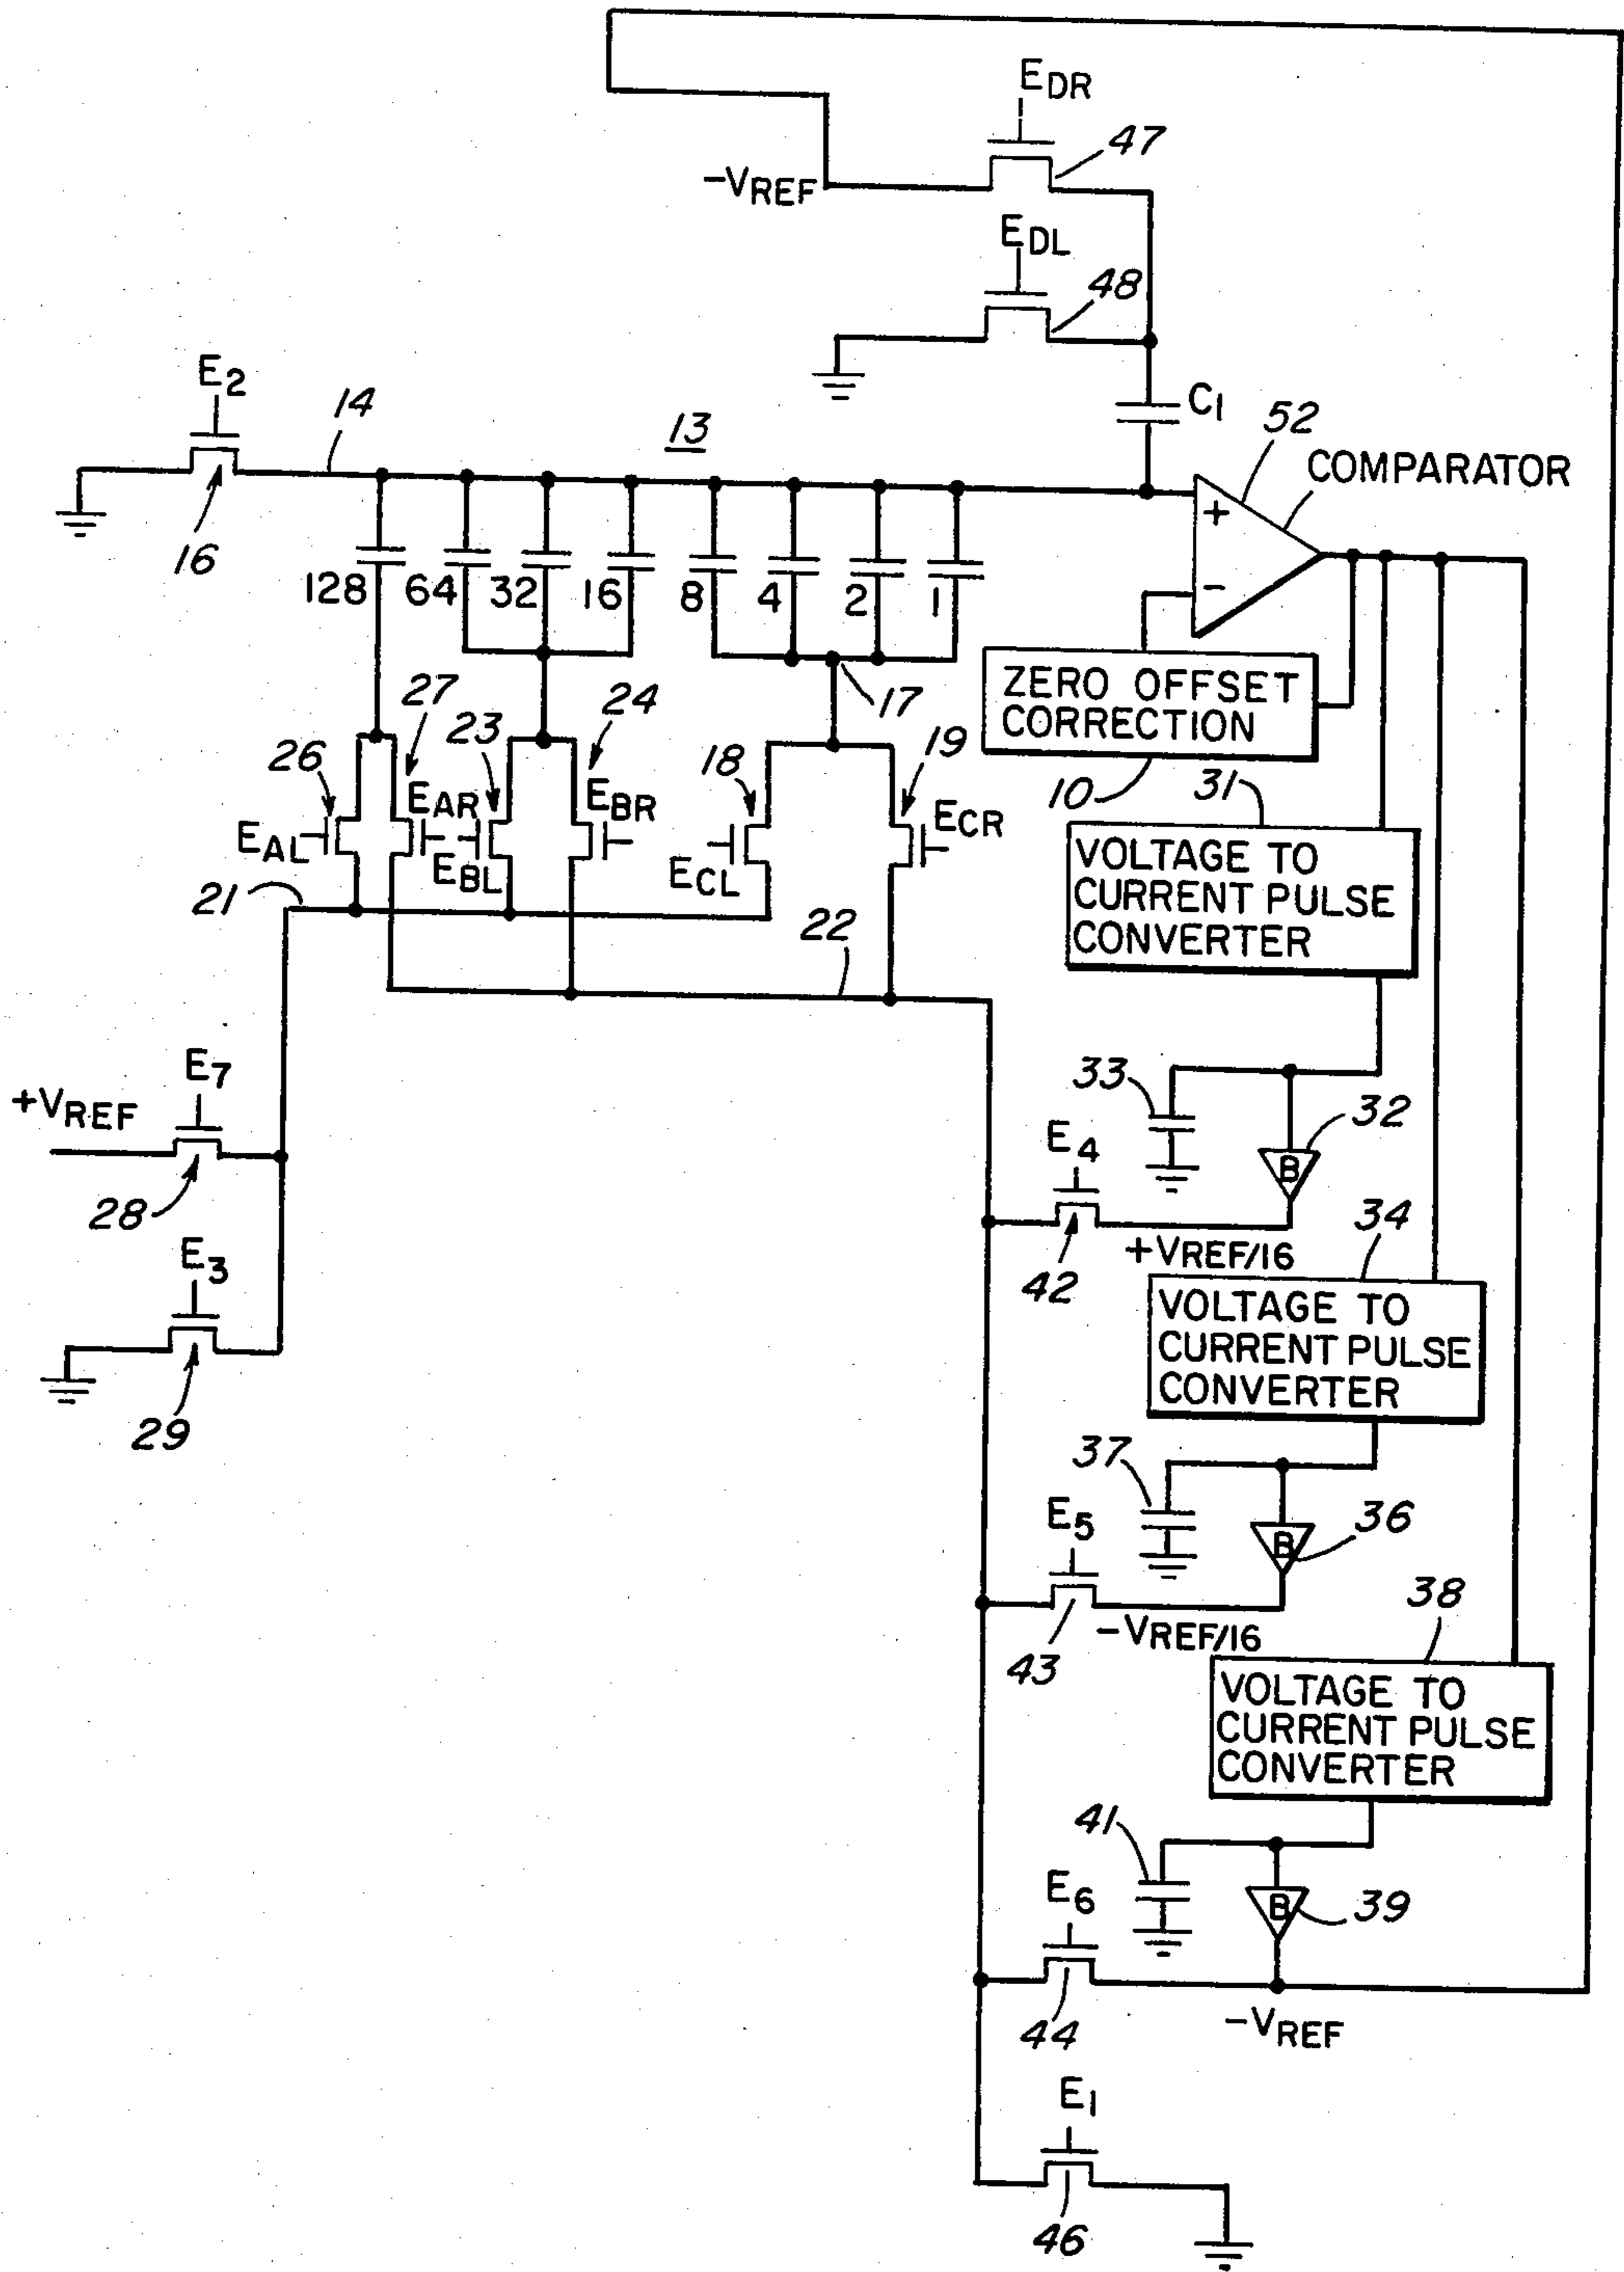 EDR
47
-VREF
EDL
48
E2
14
13
C1
52
COMPARATOR
+
-
16
128
64
32
16
8
4
2
1
17
ZERO OFFSET
CORRECTION
10
27
24
23
26
18
19
EAL
EAR
EBL
EBR
ECL
ECR
31
VOLTAGE TO
CURRENT PULSE
CONVERTER
21
22
E7
+VREF
28
33
32
B
E4
42
+VREF/16
E3
29
34
VOLTAGE TO
CURRENT PULSE
CONVERTER
37
36
B
E5
43
-VREF/16
38
VOLTAGE TO
CURRENT PULSE
CONVERTER
41
39
B
E6
44
-VREF
E1
46